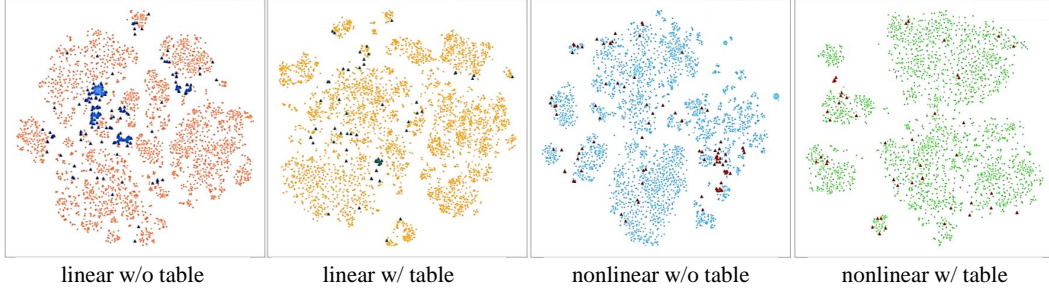 linear w/o table
linear w/ table
nonlinear w/o table
nonlinear w/ table